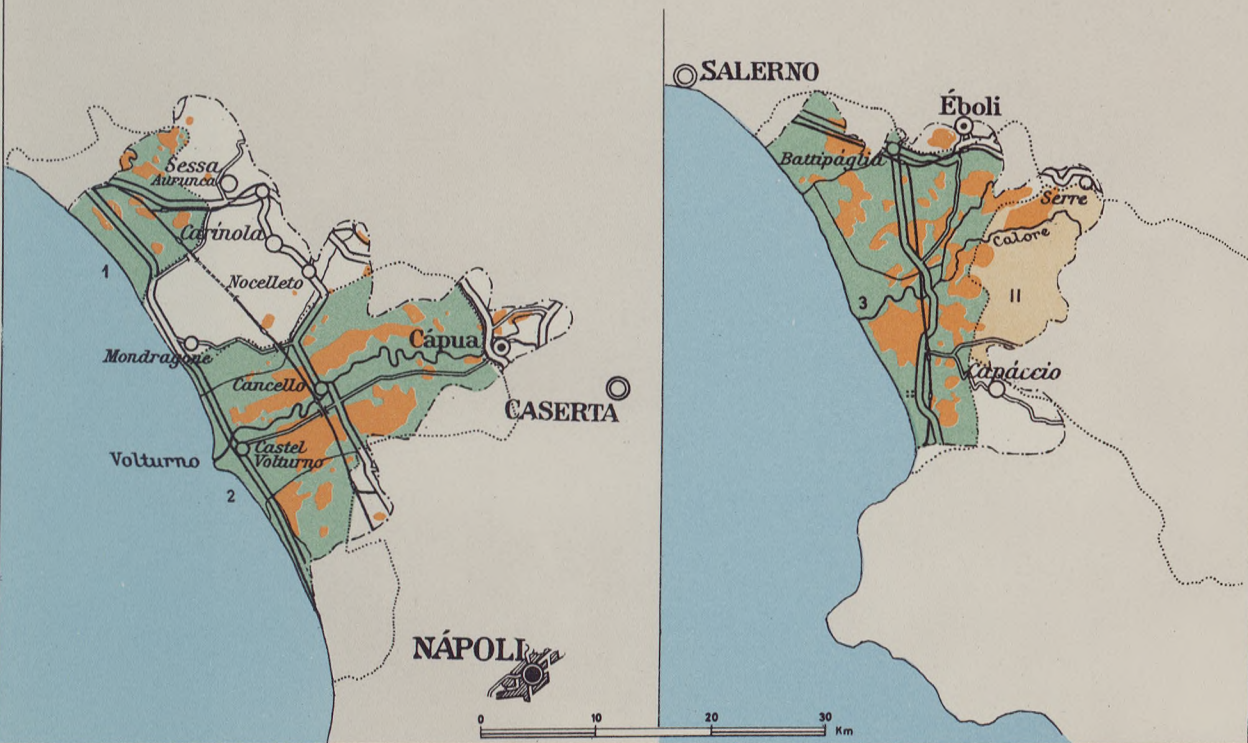 Sessa
Aurunca
Carinola
1
Nocelleto
Mondragone
Cápua
Cancello
CASERTA
Castel
Volturno
Volturno
2
NÁPOLI
SALERNO
Éboli
Battipáglia
Serre
Calore
II
3
Capáccio
0 10 20 30 Km